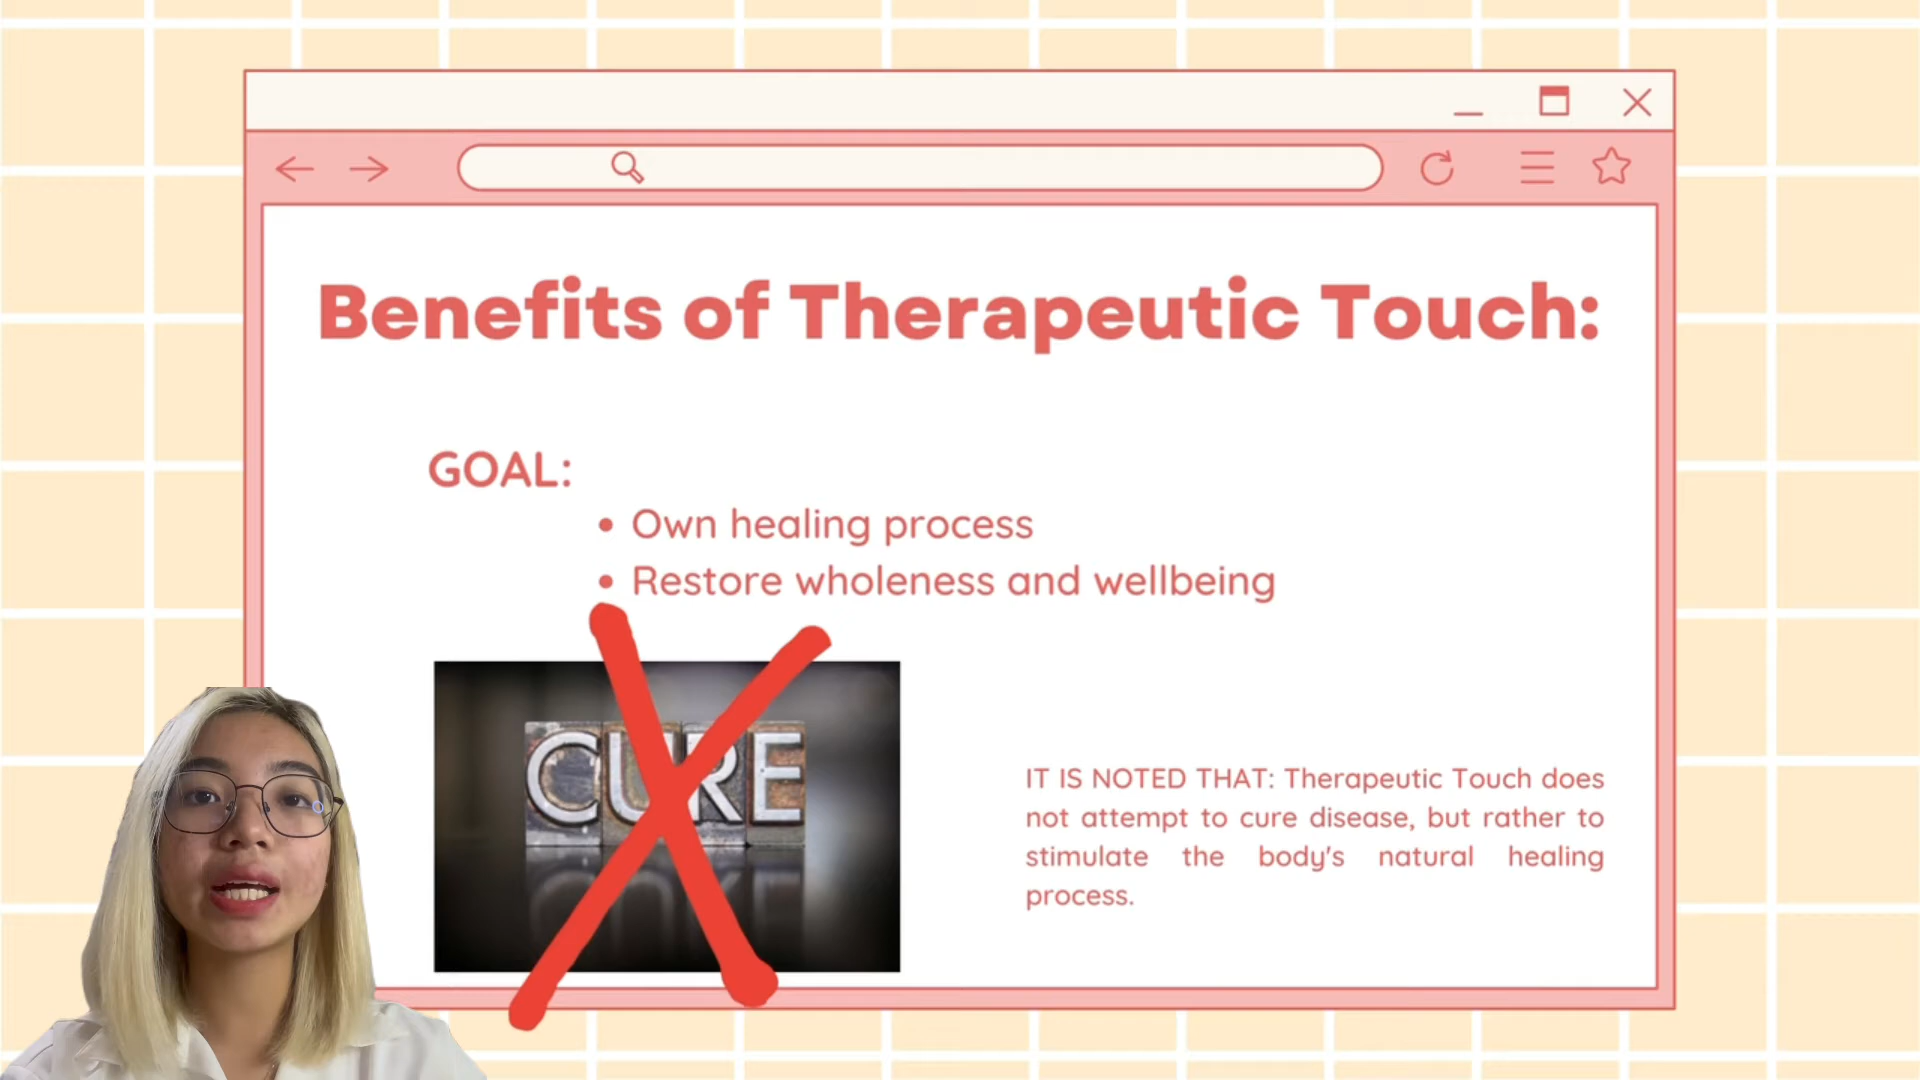 Benefits of Therapeutic Touch:
GOAL:
• Own healing process
• Restore wholeness and wellbeing
CURE
IT IS NOTED THAT: Therapeutic Touch does
not attempt to cure disease, but rather to
stimulate the body's natural healing
process.